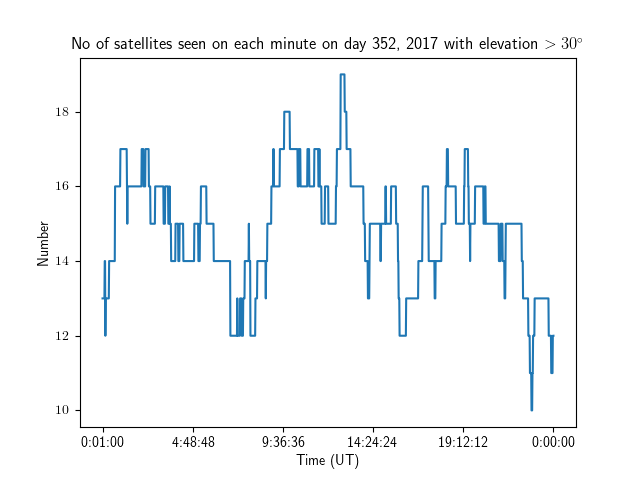 No of satellites seen on each minute on day 352, 2017 with elevation > 30°
Number
18
16
14
12
10
0:01:00 4:48:48 9:36:36 14:24:24 19:12:12 0:00:00
Time (UT)